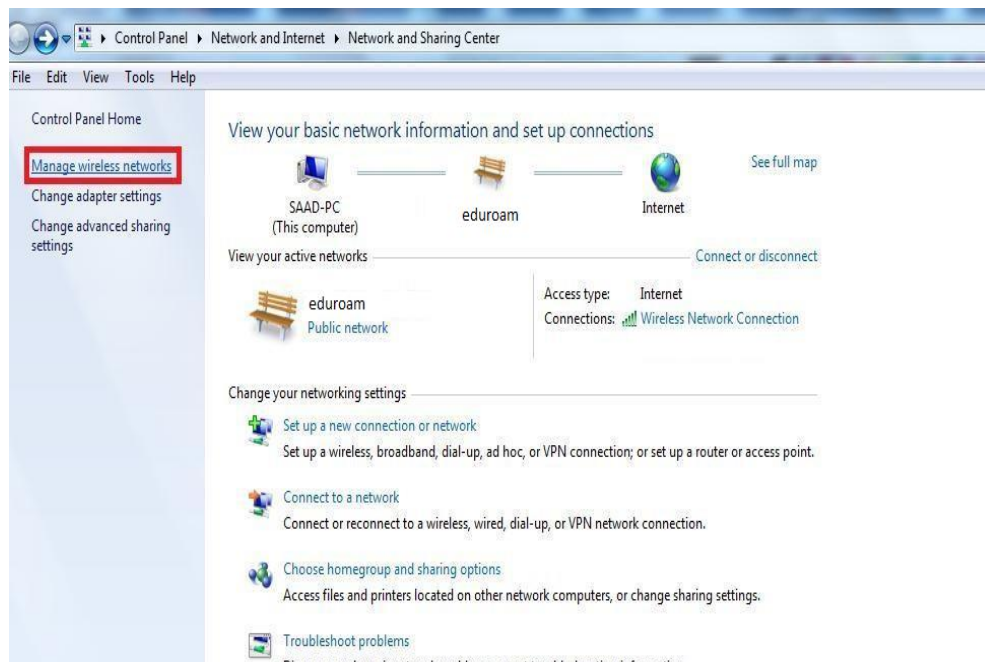 Control Panel ▸ Network and Internet ▸ Network and Sharing Center
File Edit View Tools Help
Control Panel Home
Manage wireless networks
Change adapter settings
Change advanced sharing
settings
View your basic network information and set up connections
See full map
SAAD-PC
(This computer)
eduroam
Internet
View your active networks
Connect or disconnect
eduroam
Public network
Access type: Internet
Connections: Wireless Network Connection
Change your networking settings
Set up a new connection or network
Set up a wireless, broadband, dial-up, ad hoc, or VPN connection; or set up a router or access point.
Connect to a network
Connect or reconnect to a wireless, wired, dial-up, or VPN network connection.
Choose homegroup and sharing options
Access files and printers located on other network computers, or change sharing settings.
Troubleshoot problems